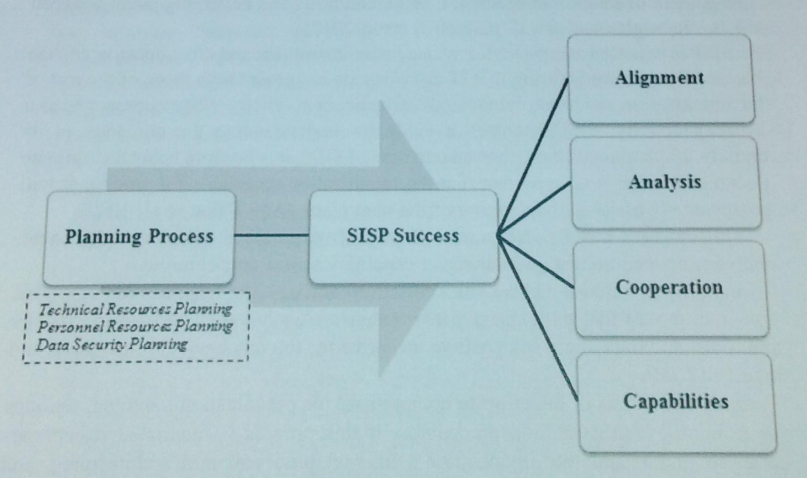 Alignment
Analysis
Planning Process
SISP Success
Cooperation
Technical Resources Planning
Personnel Resources Planning
Data Security Planning
Capabilities